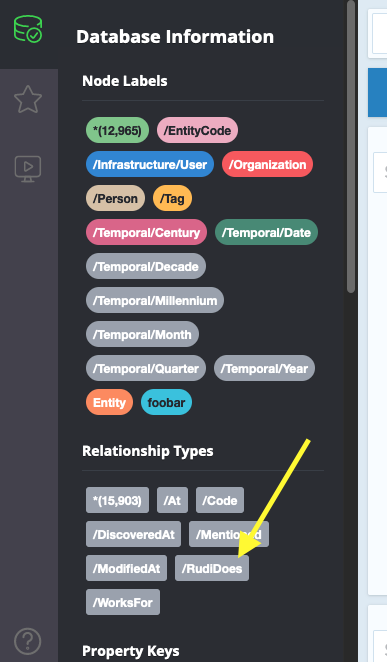 Database Information
Node Labels
*(12,965) /EntityCode
/Infrastructure/User /Organization
/Person /Tag
/Temporal/Century /Temporal/Date
/Temporal/Decade
/Temporal/Millennium
/Temporal/Month
/Temporal/Quarter /Temporal/Year
Entity foobar
Relationship Types
*(15,903) /At /Code
/DiscoveredAt
/ModifiedAt /RudiDoes
/WorksFor
Property Keys